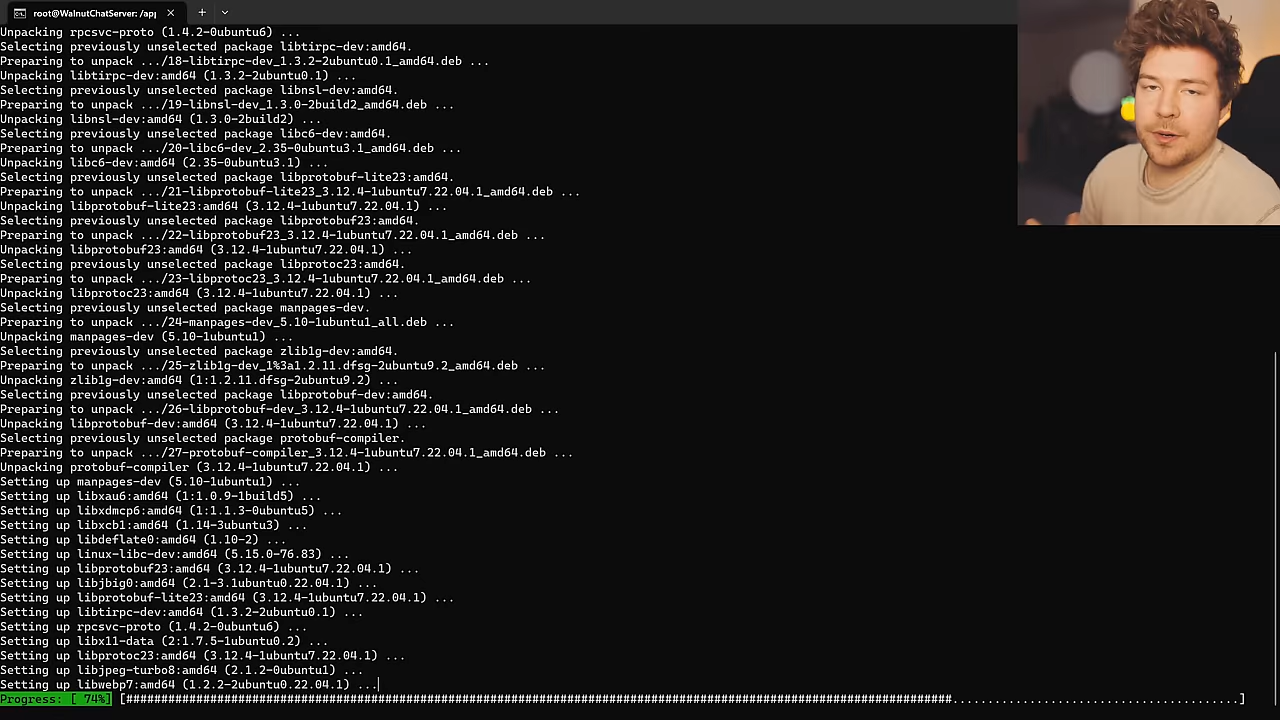 root@WalnutChatServer: /app
Unpacking rpcsvc-proto (1.4.2-0ubuntu6) ...
Selecting previously unselected package libtirpc-dev:amd64.
Preparing to unpack .../18-libtirpc-dev_1.3.2-2ubuntu0.1_amd64.deb ...
Unpacking libtirpc-dev:amd64 (1.3.2-2ubuntu0.1) ...
Selecting previously unselected package libnsl-dev:amd64.
Preparing to unpack .../19-libnsl-dev_1.3.0-2build2_amd64.deb ...
Unpacking libnsl-dev:amd64 (1.3.0-2build2) ...
Selecting previously unselected package libc6-dev:amd64.
Preparing to unpack .../20-libc6-dev_2.35-0ubuntu3.1_amd64.deb ...
Unpacking libc6-dev:amd64 (2.35-0ubuntu3.1) ...
Selecting previously unselected package libprotobuf-lite23:amd64.
Preparing to unpack .../21-libprotobuf-lite23_3.12.4-1ubuntu7.22.04.1_amd64.deb ...
Unpacking libprotobuf-lite23:amd64 (3.12.4-1ubuntu7.22.04.1) ...
Selecting previously unselected package libprotobuf23:amd64.
Preparing to unpack .../22-libprotobuf23_3.12.4-1ubuntu7.22.04.1_amd64.deb ...
Unpacking libprotobuf23:amd64 (3.12.4-1ubuntu7.22.04.1) ...
Selecting previously unselected package libprotoc23:amd64.
Preparing to unpack .../23-libprotoc23_3.12.4-1ubuntu7.22.04.1_amd64.deb ...
Unpacking libprotoc23:amd64 (3.12.4-1ubuntu7.22.04.1) ...
Selecting previously unselected package manpages-dev.
Preparing to unpack .../24-manpages-dev_5.10-1ubuntu1_all.deb ...
Unpacking manpages-dev (5.10-1ubuntu1) ...
Selecting previously unselected package zlib1g-dev:amd64.
Preparing to unpack .../25-zlib1g-dev_1%3a1.2.11.dfsg-2ubuntu9.2_amd64.deb ...
Unpacking zlib1g-dev:amd64 (1:1.2.11.dfsg-2ubuntu9.2) ...
Selecting previously unselected package libprotobuf-dev:amd64.
Preparing to unpack .../26-libprotobuf-dev_3.12.4-1ubuntu7.22.04.1_amd64.deb ...
Unpacking libprotobuf-dev:amd64 (3.12.4-1ubuntu7.22.04.1) ...
Selecting previously unselected package protobuf-compiler.
Preparing to unpack .../27-protobuf-compiler_3.12.4-1ubuntu7.22.04.1_amd64.deb ...
Unpacking protobuf-compiler (3.12.4-1ubuntu7.22.04.1) ...
Setting up manpages-dev (5.10-1ubuntu1) ...
Setting up libxau6:amd64 (1:1.0.9-1build5) ...
Setting up libxdmcp6:amd64 (1:1.1.3-0ubuntu5) ...
Setting up libxcb1:amd64 (1.14-3ubuntu3) ...
Setting up libdeflate0:amd64 (1.10-2) ...
Setting up linux-libc-dev:amd64 (5.15.0-76.83) ...
Setting up libprotobuf23:amd64 (3.12.4-1ubuntu7.22.04.1) ...
Setting up libjbig0:amd64 (2.1-3.1ubuntu0.22.04.1) ...
Setting up libprotobuf-lite23:amd64 (3.12.4-1ubuntu7.22.04.1) ...
Setting up libtirpc-dev:amd64 (1.3.2-2ubuntu0.1) ...
Setting up rpcsvc-proto (1.4.2-0ubuntu6) ...
Setting up libx11-data (2:1.7.5-1ubuntu0.2) ...
Setting up libprotoc23:amd64 (3.12.4-1ubuntu7.22.04.1) ...
Setting up libjpeg-turbo8:amd64 (2.1.2-0ubuntu1) ...
Setting up libwebp7:amd64 (1.2.2-2ubuntu0.22.04.1) ...
Progress: [ 74%] [######################################################################################################################.........................................]